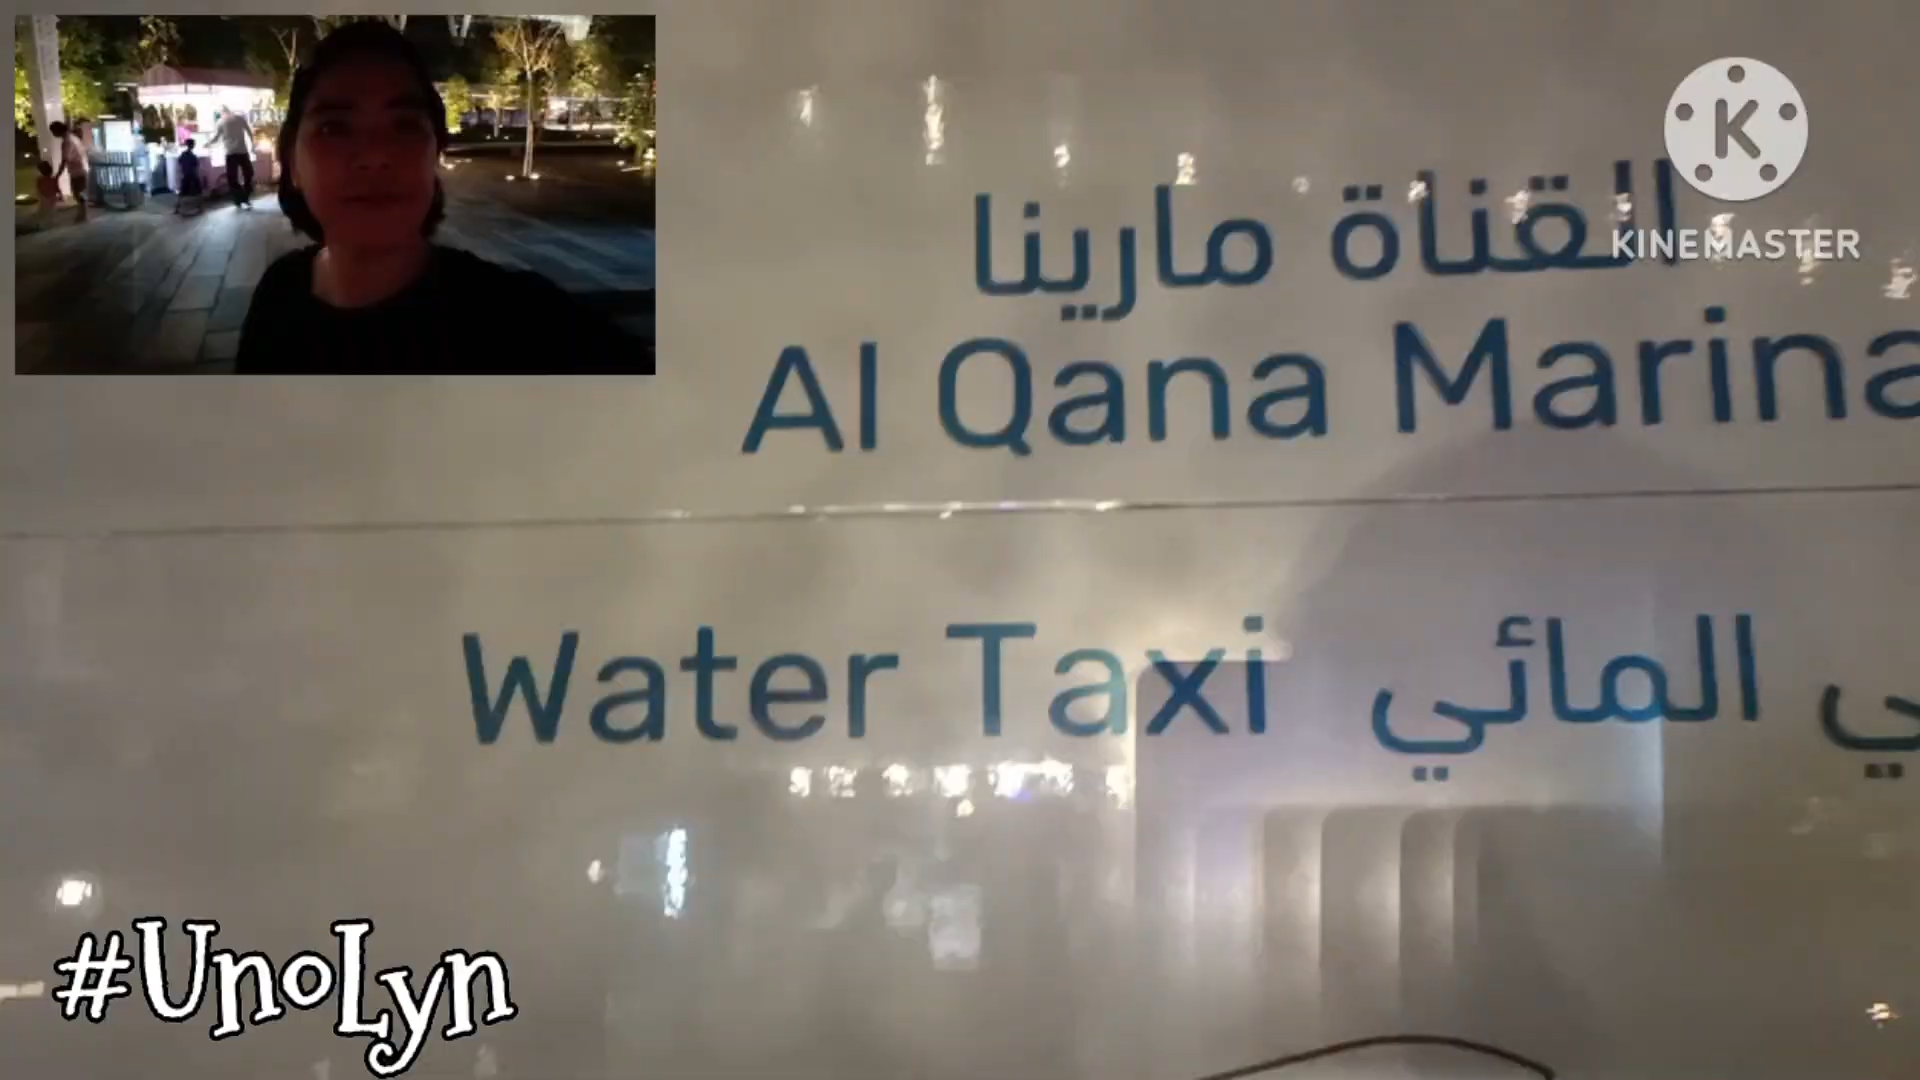 K
KINEMASTER
القناة مارينا
Al Qana Marina
Water Taxi المائي
#UnoLyn